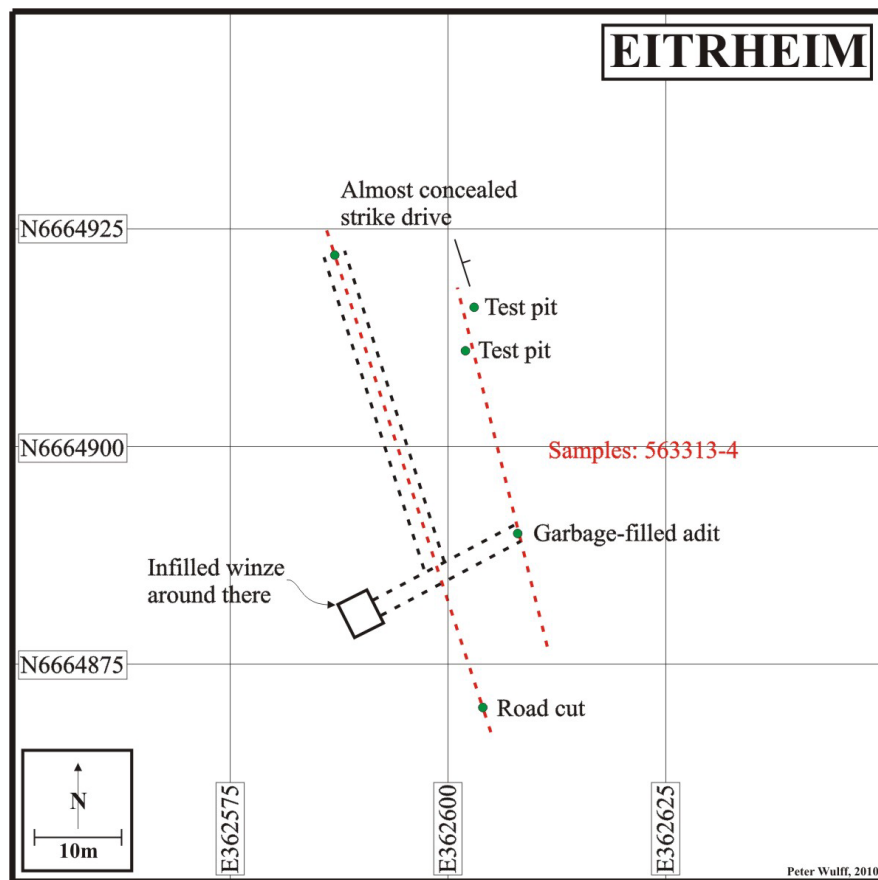 EITRHEIM
Almost concealed
strike drive
N6664925
Test pit
Test pit
N6664900
Samples: 563313-4
Garbage-filled adit
Infilled winze
around there
N6664875
Road cut
N
10m
E362575
E362600
E362625
Peter Wulff, 2010